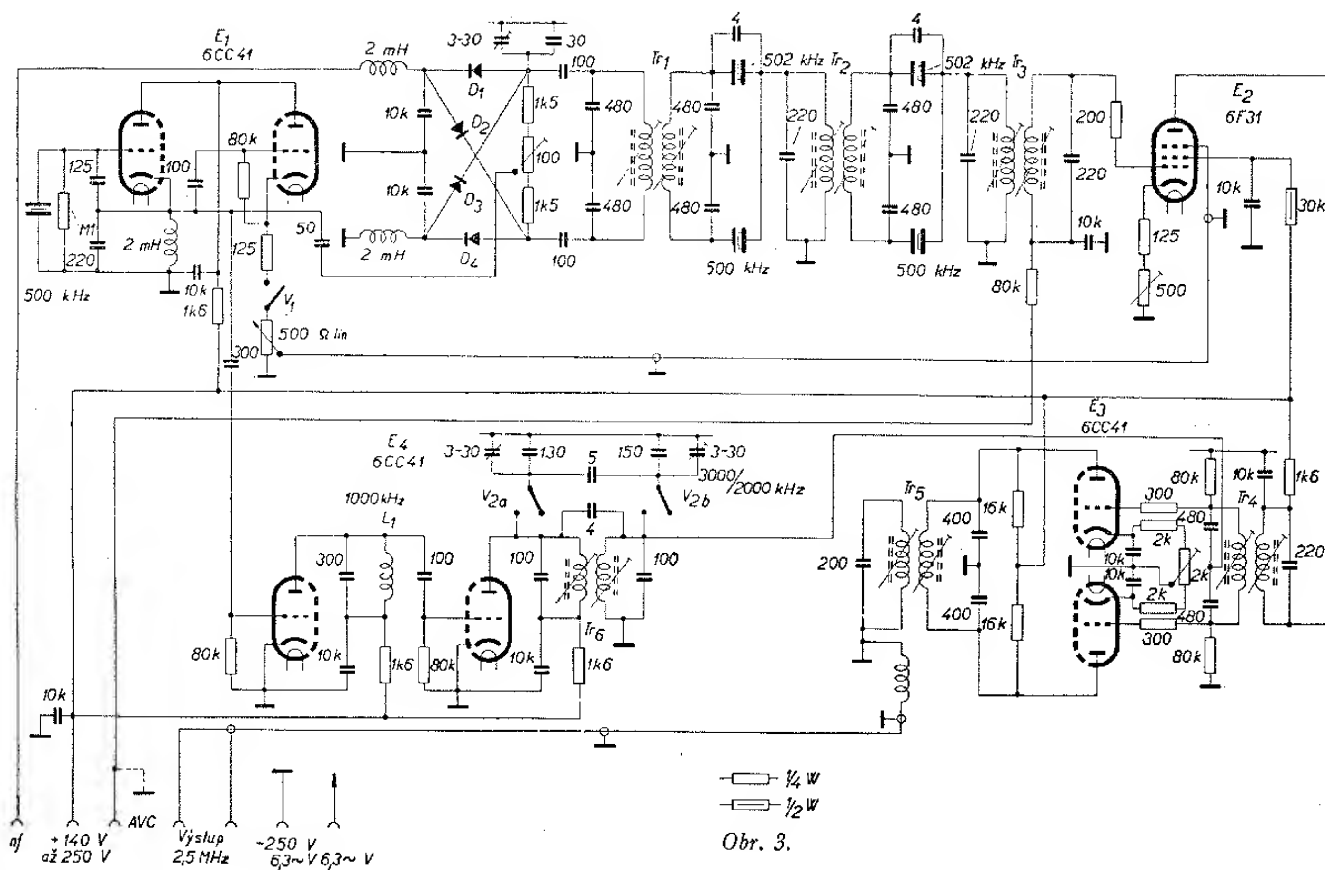 E1
6CC41
2 mH
3-30
30
100
D1
D2
D3
D4
10k
10k
1k5
100
1k5
100
2 mH
480
480
Tr1
480
480
4
502 kHz
500 kHz
220
Tr2
480
480
4
502 kHz
500 kHz
220
Tr3
220
10k
80k
200
E2
6F31
10k
30k
125
500
125
M1
220
500 kHz
100
80k
2 mH
50
125
10k
1k6
V1
500 Ω lin
300
E4
6CC41
3-30
130
150
3-30
5
3000/2000 kHz
V2a
V2b
4
1000kHz
L1
300
100
100
100
Tr6
80k
10k
1k6
80k
10k
1k6
10k
Tr5
200
400
400
16k
16k
E3
6CC41
80k
10k
1k6
300
2k
480
Tr4
10k
10k
2k
220
2k
480
300
80k
1/4 W
1/2 W
nf
+140 V
až 250 V
AVC
Výstup
2,5 MHz
-250 V
6,3~ V
6,3~ V
Obr. 3.